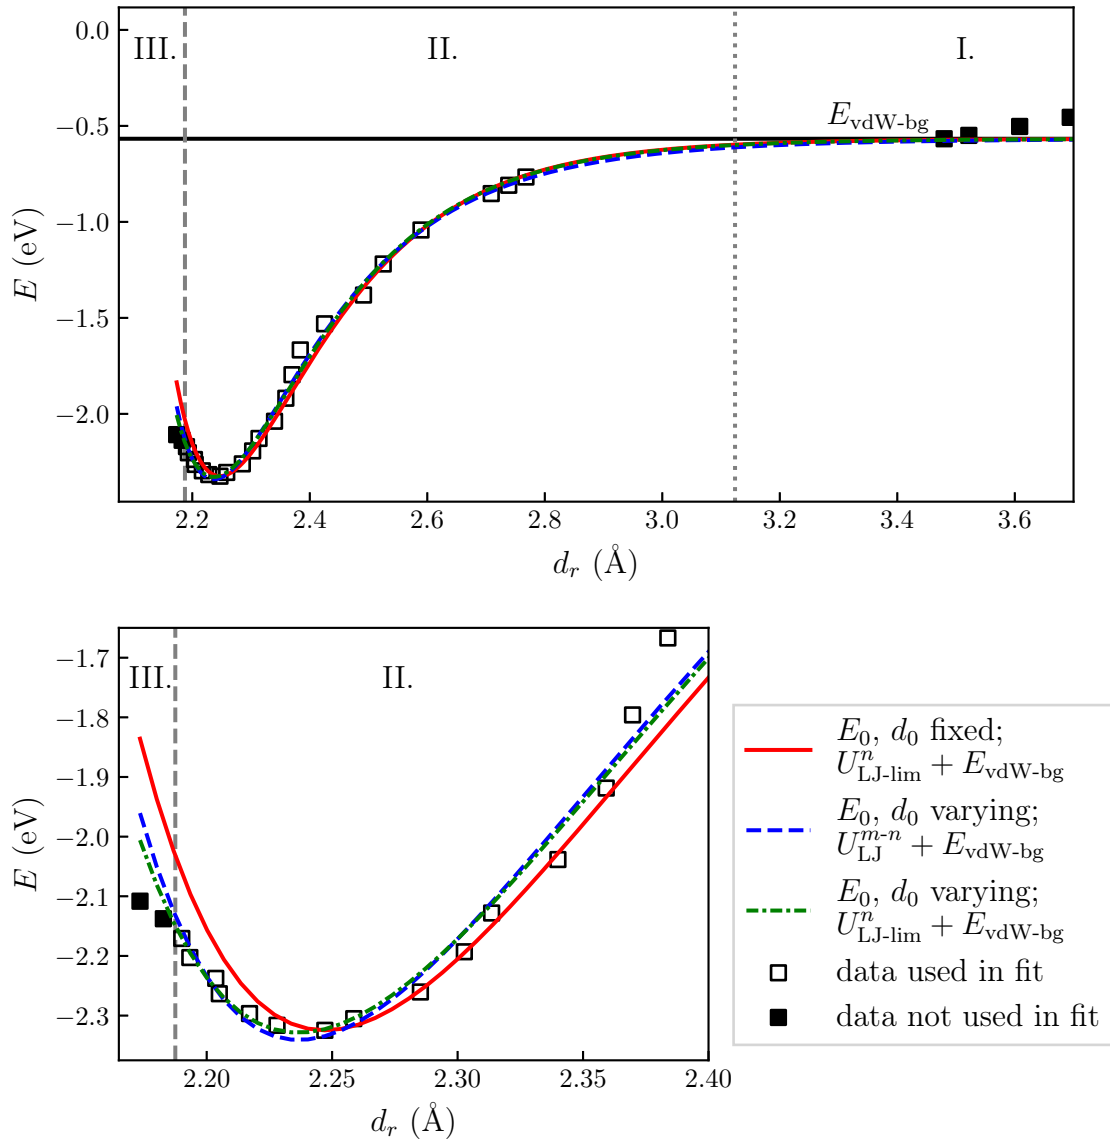 III.
II.
I.
E_vdW-bg
0.0
−0.5
−1.0
−1.5
−2.0
E (eV)
2.2 2.4 2.6 2.8 3.0 3.2 3.4 3.6
d_r (Å)
III.
II.
−1.7
−1.8
−1.9
−2.0
−2.1
−2.2
−2.3
E (eV)
2.20 2.25 2.30 2.35 2.40
d_r (Å)
E_0, d_0 fixed;
U^n_LJ-lim + E_vdW-bg
E_0, d_0 varying;
U^m-n_LJ + E_vdW-bg
E_0, d_0 varying;
U^n_LJ-lim + E_vdW-bg
data used in fit
data not used in fit